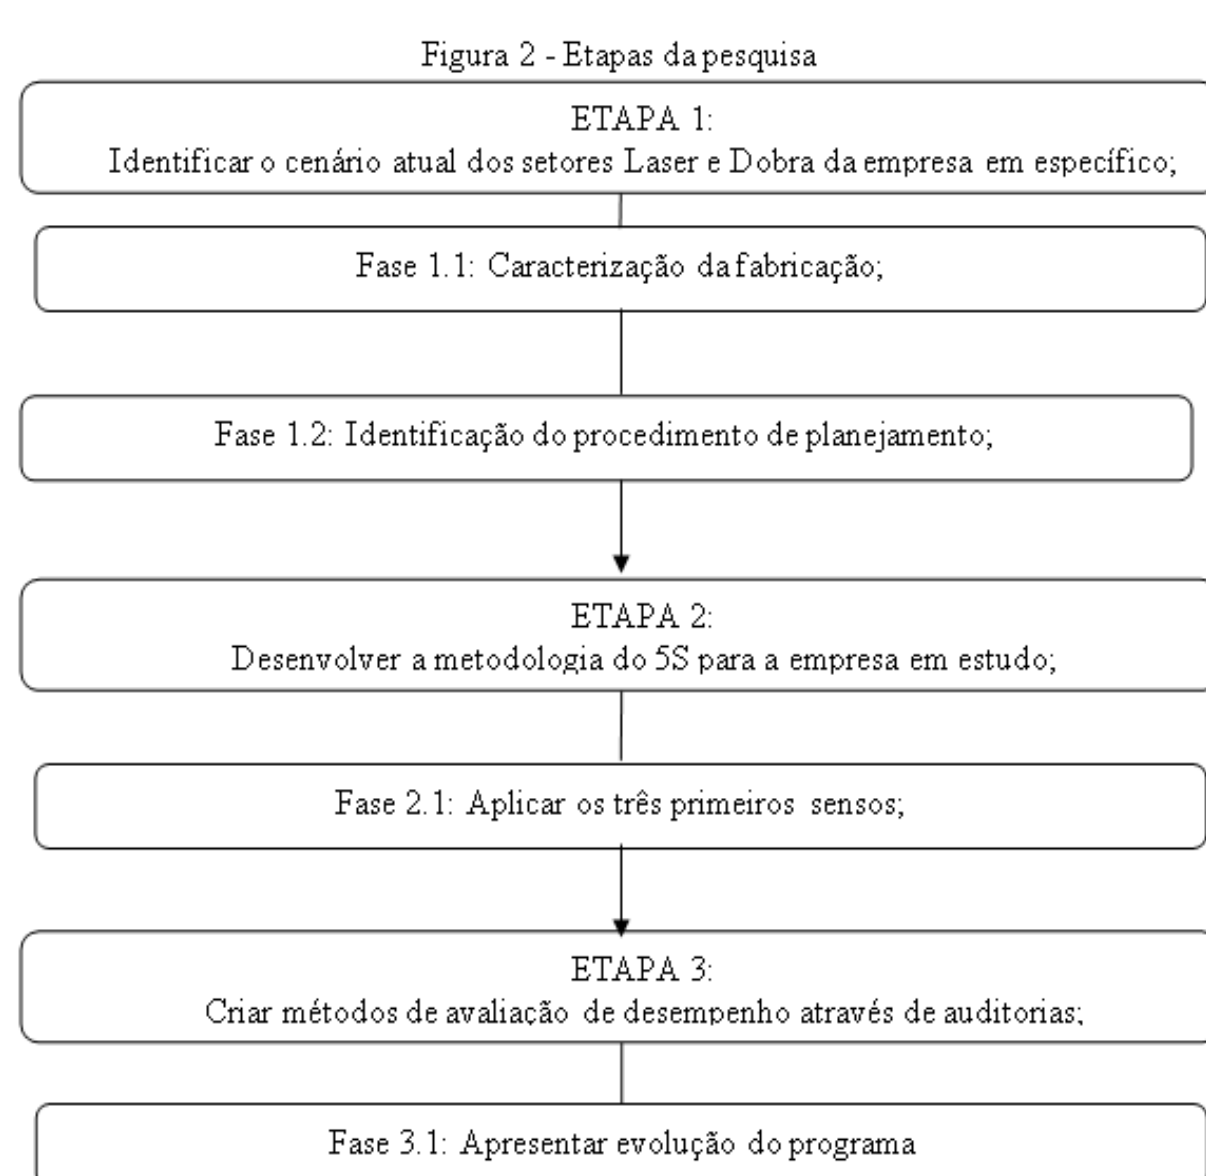 Figura 2 - Etapas da pesquisa
ETAPA 1:
Identificar o cenário atual dos setores Laser e Dobra da empresa em específico;
Fase 1.1: Caracterização da fabricação;
Fase 1.2: Identificação do procedimento de planejamento;
ETAPA 2:
Desenvolver a metodologia do 5S para a empresa em estudo;
Fase 2.1: Aplicar os três primeiros sensos;
ETAPA 3:
Criar métodos de avaliação de desempenho através de auditorias;
Fase 3.1: Apresentar evolução do programa